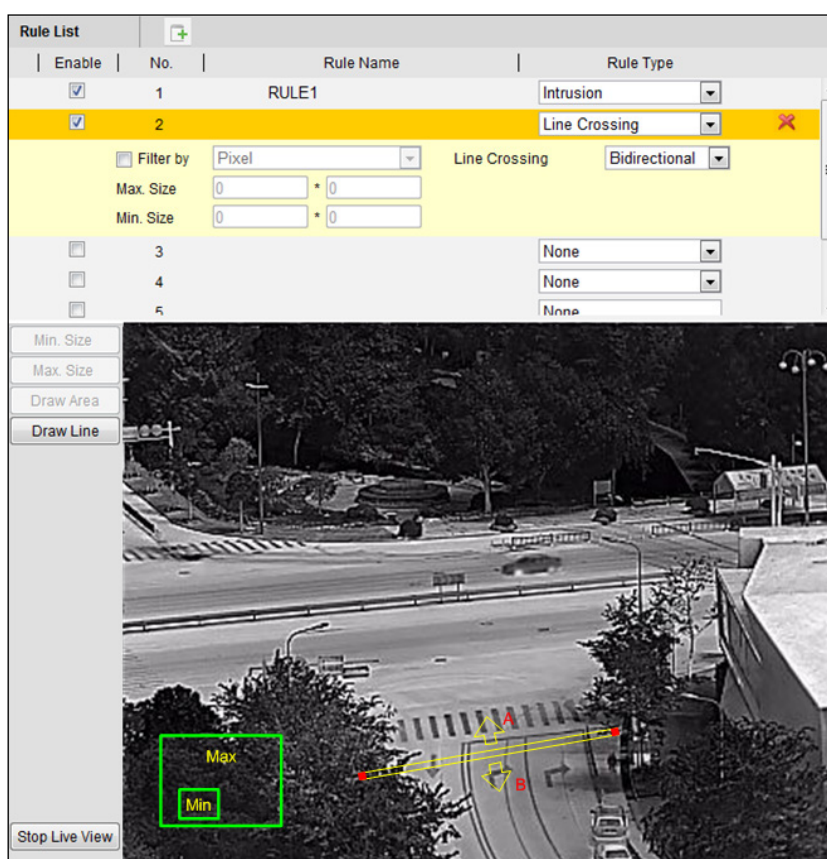 Rule List
Enable No. Rule Name Rule Type
1 RULE1 Intrusion
2 Line Crossing
Filter by Pixel Line Crossing Bidirectional
Max. Size 0 * 0
Min. Size 0 * 0
3 None
4 None
5 None
Min. Size
Max. Size
Draw Area
Draw Line
A
Max
B
Min
Stop Live View